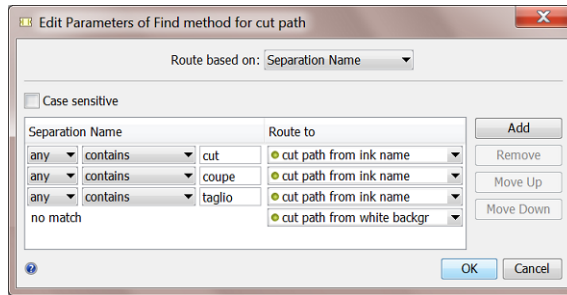 Edit Parameters of Find method for cut path
Route based on: Separation Name
Case sensitive
Separation Name Route to
any contains cut cut path from ink name
any contains coupe cut path from ink name
any contains taglio cut path from ink name
no match cut path from white backgr
Add
Remove
Move Up
Move Down
?
OK Cancel